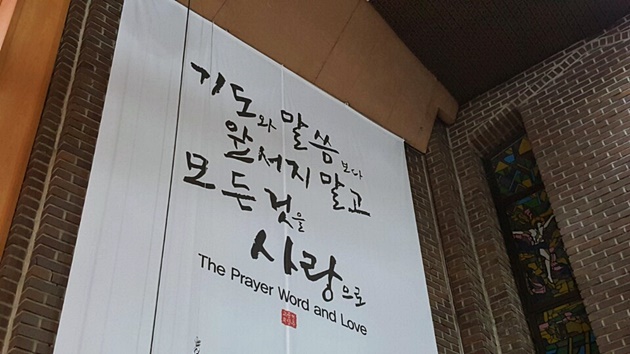 기도와 말씀보다
앞서지 말고
모든 것을
사랑으로
The Prayer Word and Love